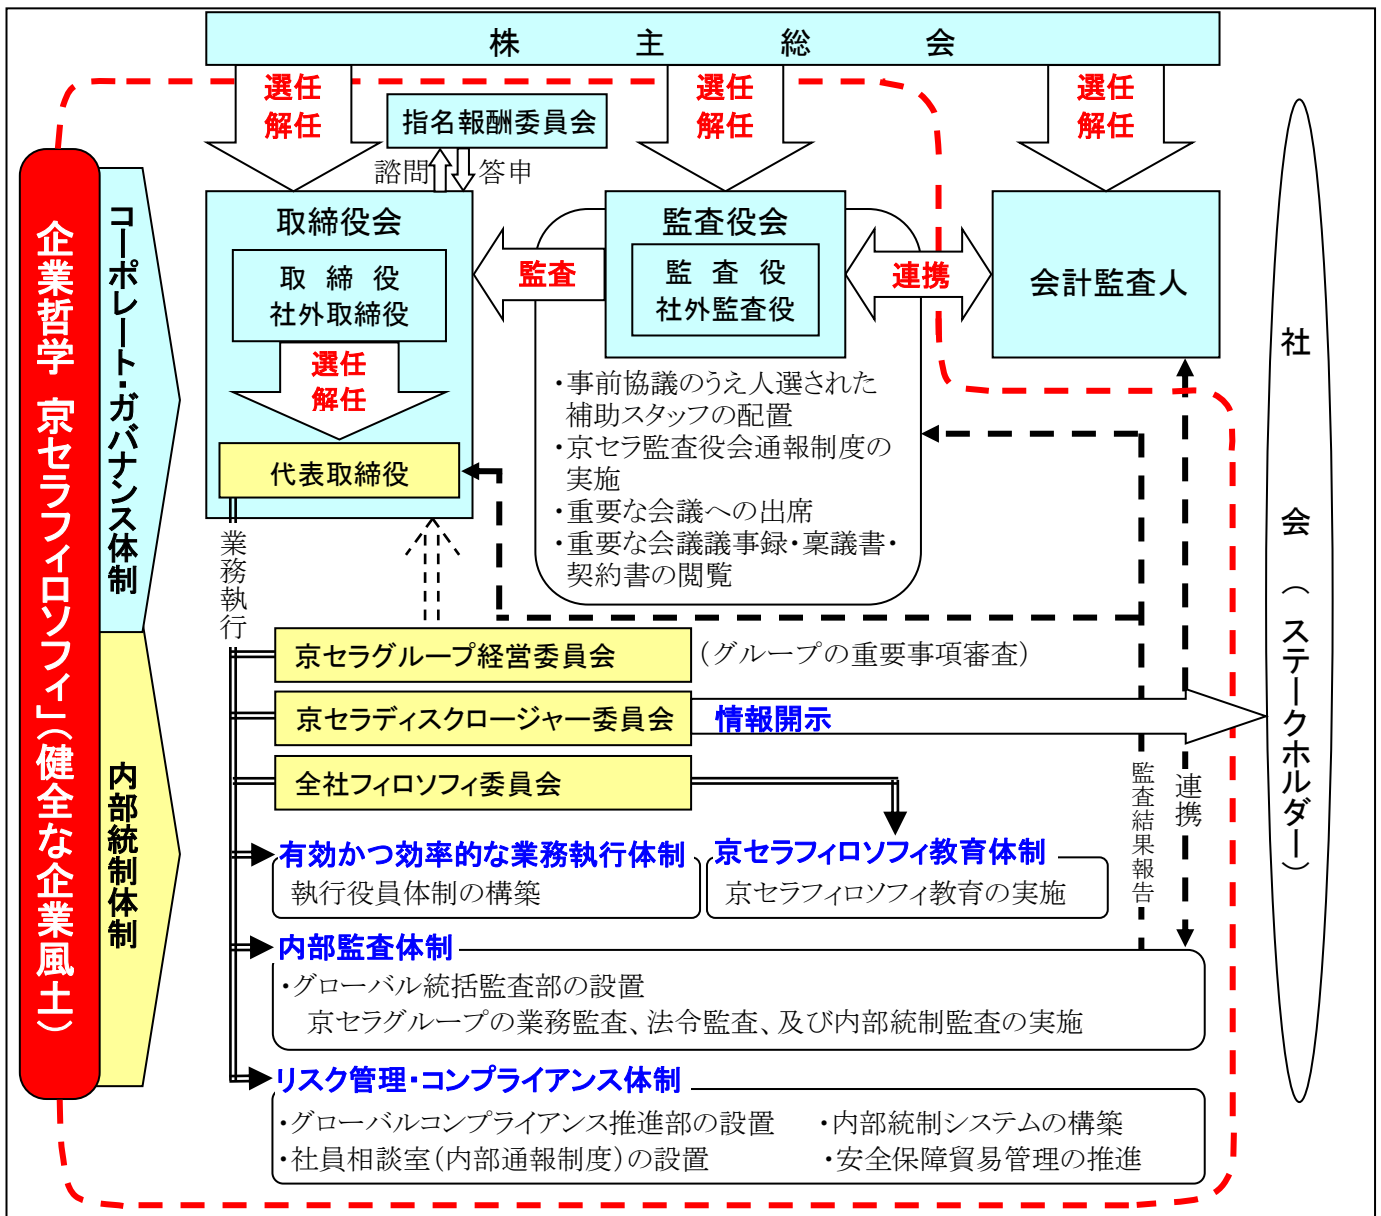 株主総会
選任
解任
選任
解任
選任
解任
指名報酬委員会
諮問
答申
取締役会
取締役
社外取締役
選任
解任
代表取締役
監査
監査役会
監査役
社外監査役
連携
会計監査人
・事前協議のうえ人選された
補助スタッフの配置
・京セラ監査役会通報制度の
実施
・重要な会議への出席
・重要な会議議事録・稟議書・
契約書の閲覧
企業哲学 京セラフィロソフィ」(健全な企業風土)
コーポレート・ガバナンス体制
内部統制体制
業務執行
京セラグループ経営委員会
(グループの重要事項審査)
京セラディスクロージャー委員会
情報開示
全社フィロソフィ委員会
有効かつ効率的な業務執行体制
執行役員体制の構築
京セラフィロソフィ教育体制
京セラフィロソフィ教育の実施
監査結果報告
連携
内部監査体制
・グローバル統括監査部の設置
京セラグループの業務監査、法令監査、及び内部統制監査の実施
リスク管理・コンプライアンス体制
・グローバルコンプライアンス推進部の設置
・内部統制システムの構築
・社員相談室(内部通報制度)の設置
・安全保障貿易管理の推進
社会(ステークホルダー)